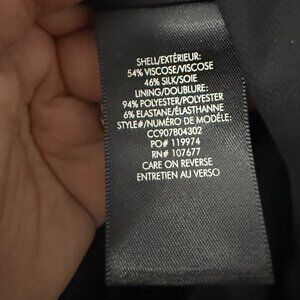 SHELL/EXTÉRIEUR:
54% VISCOSE/VISCOSE
46% SILK/SOIE
LINING/DOUBLURE:
94% POLYESTER/POLYESTER
6% ELASTANE/ÉLASTHANNE
STYLE#/NUMÉRO DE MODÈLE:
CC907B04302
PO# 119974
RN# 107677
CARE ON REVERSE
ENTRETIEN AU VERSO